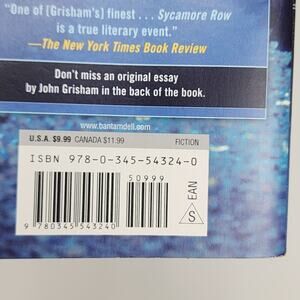 “One of [Grisham’s] finest . . . Sycamore Row
is a true literary event.”
—The New York Times Book Review
Don’t miss an original essay
by John Grisham in the back of the book.
www.bantamdell.com
U.S.A. $9.99 CANADA $11.99 FICTION
ISBN 978-0-345-54324-0
50999
9 780345 543240
S EAN